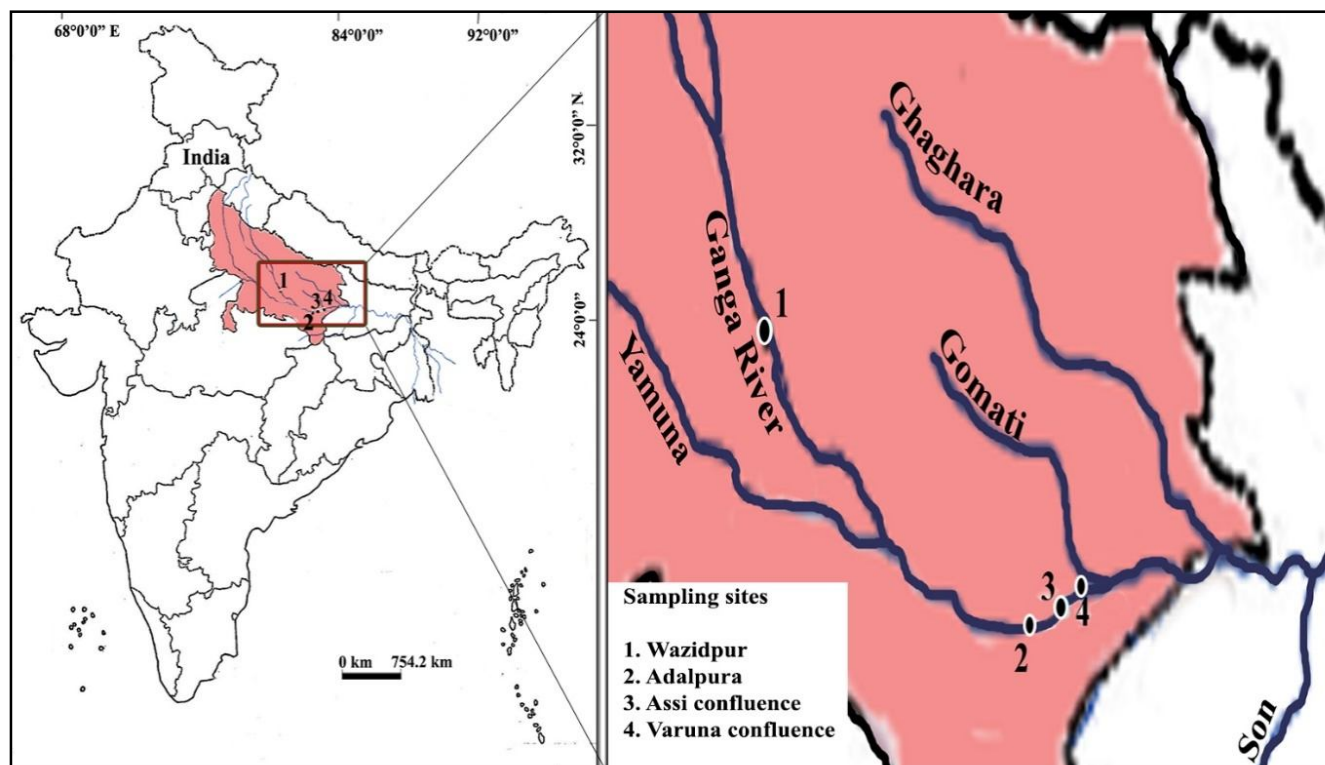 68°0'0" E
84°0'0"
92°0'0"
32°0'0" N
24°0'0"
India
1
3 4
2
0 km 754.2 km
Ghaghara
Ganga River
1
Gomati
Yamuna
3
4
2
Sampling sites
1. Wazidpur
2. Adalpura
3. Assi confluence
4. Varuna confluence
Son